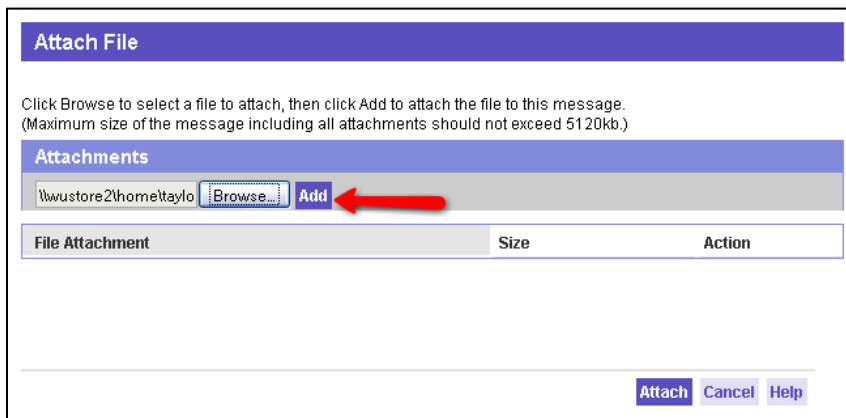 Attach File
Click Browse to select a file to attach, then click Add to attach the file to this message.
(Maximum size of the message including all attachments should not exceed 5120kb.)
Attachments
\\wustore2\home\taylo Browse... Add
File Attachment Size Action
Attach Cancel Help